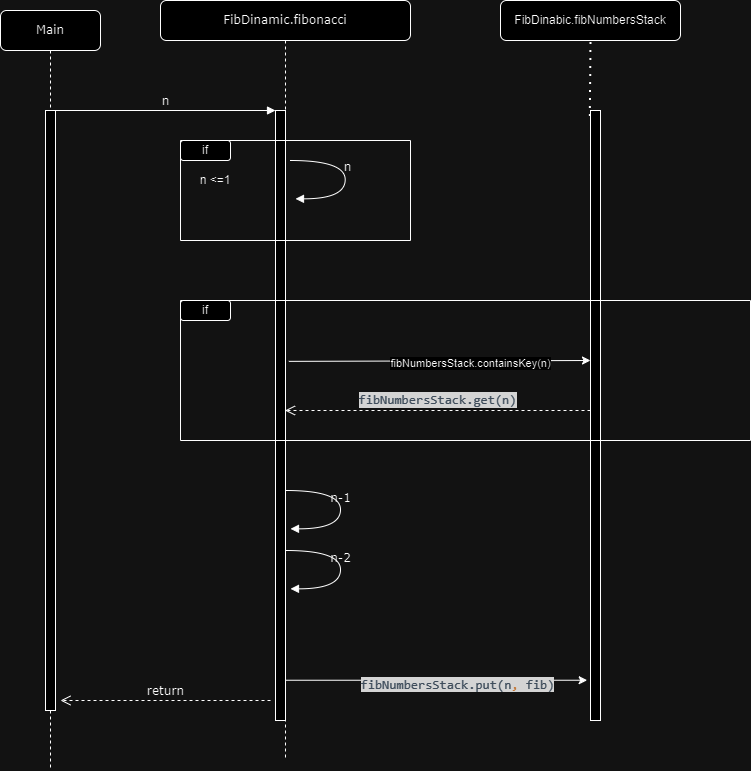 Main
FibDinamic.fibonacci
FibDinabic.fibNumbersStack
n
if
n
n <=1
if
fibNumbersStack.containsKey(n)
fibNumbersStack.get(n)
n-1
n-2
fibNumbersStack.put(n, fib)
return